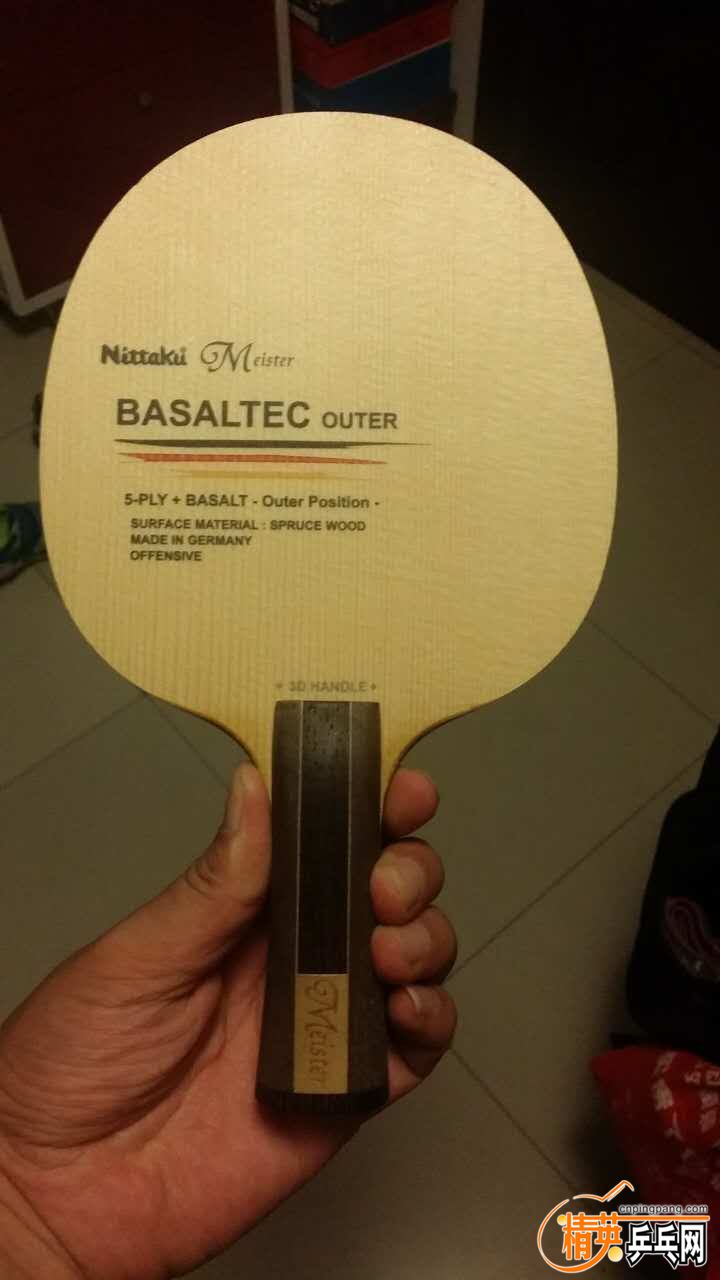 Nittaku Meister
BASALTEC OUTER
5-PLY + BASALT - Outer Position -
SURFACE MATERIAL : SPRUCE WOOD
MADE IN GERMANY
OFFENSIVE
+ 3D HANDLE +
Meister
cnpingpang.com
精英乒乓网